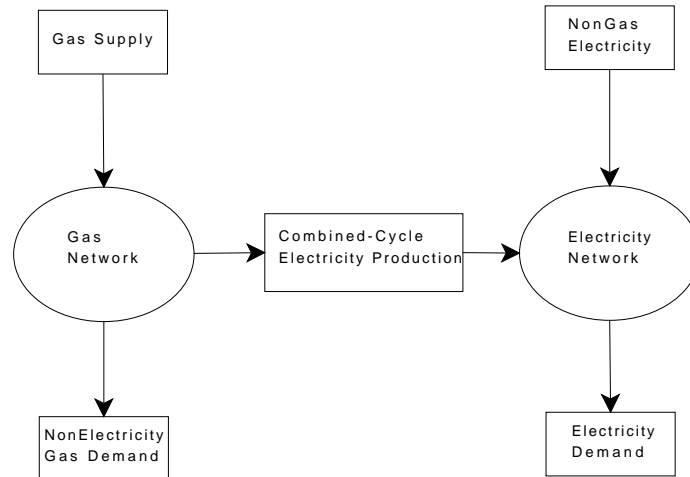 Gas Supply
NonGas
Electricity
Gas
Network
Combined-Cycle
Electricity Production
Electricity
Network
NonElectricity
Gas Demand
Electricity
Demand